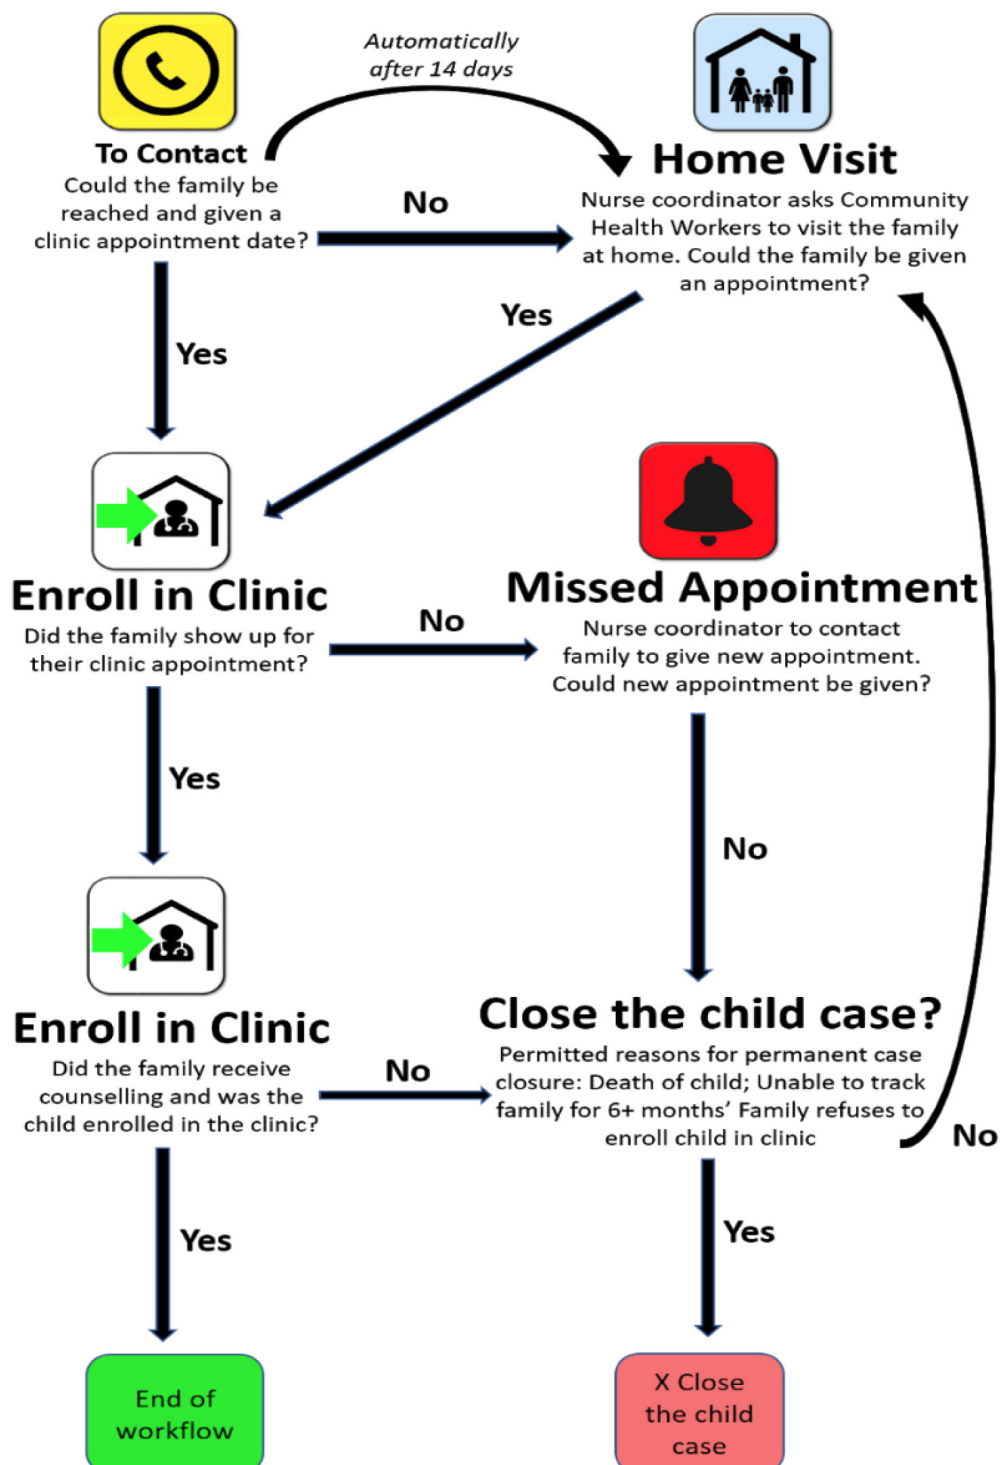 Automatically
after 14 days
To Contact
Could the family be
reached and given a
clinic appointment date?
No
Home Visit
Nurse coordinator asks Community
Health Workers to visit the family
at home. Could the family be given
an appointment?
Yes
Yes
Enroll in Clinic
Did the family show up for
their clinic appointment?
No
Missed Appointment
Nurse coordinator to contact
family to give new appointment.
Could new appointment be given?
Yes
No
Enroll in Clinic
Did the family receive
counselling and was the
child enrolled in the clinic?
No
Close the child case?
Permitted reasons for permanent case
closure: Death of child; Unable to track
family for 6+ months’ Family refuses to
enroll child in clinic
No
Yes
Yes
End of
workflow
X Close
the child
case